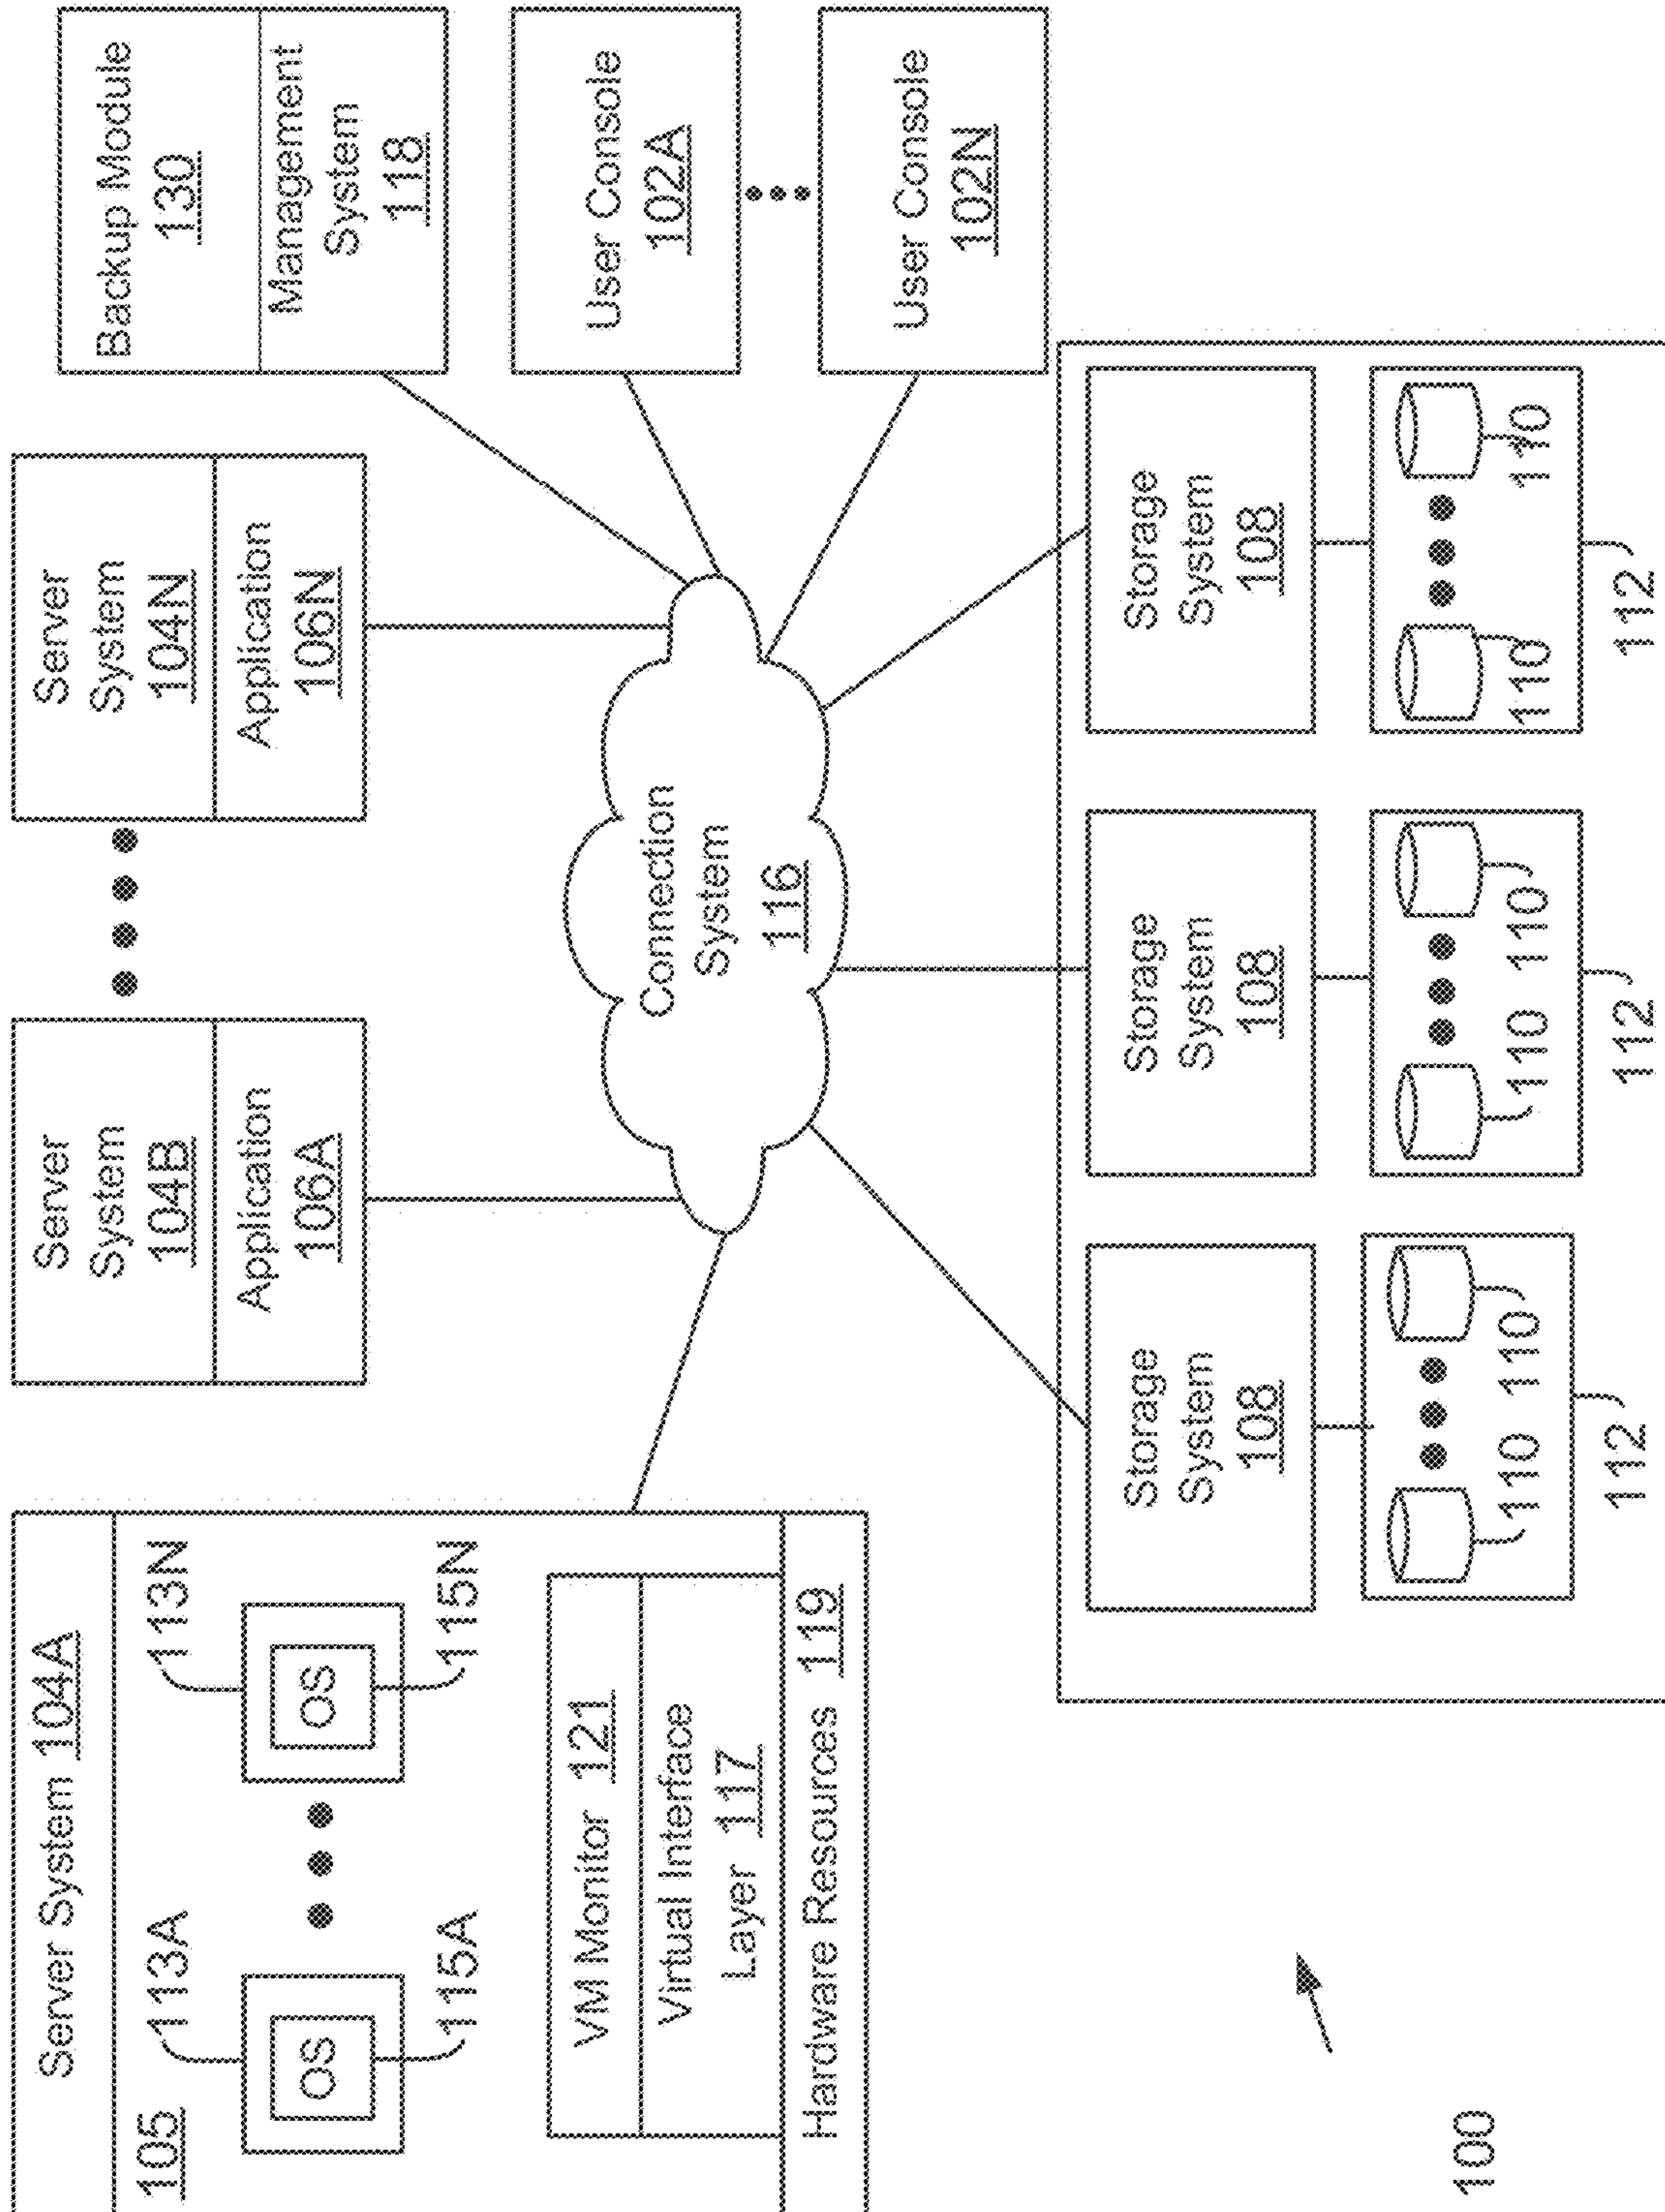 Server System 104A
105
113A
113N
OS
OS
115A
115N
VM Monitor 121
Virtual Interface
Layer 117
Hardware Resources 119
Server
System
104B
Application
106A
Server
System
104N
Application
106N
Backup Module
130
Management
System
118
User Console
102A
User Console
102N
Connection
System
116
Storage
System
108
Storage
System
108
Storage
System
108
110
110
110
110
110
110
112
112
112
100